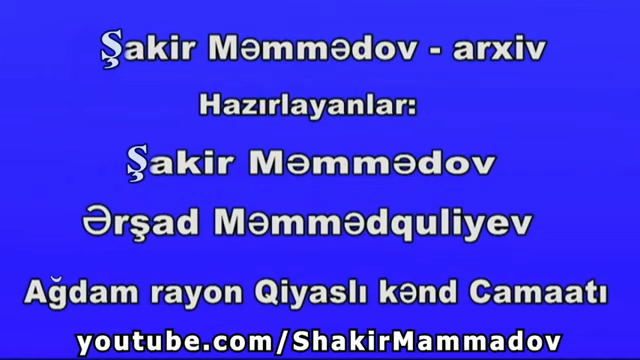 Şakir Məmmədov - arxiv
Hazırlayanlar:
Şakir Məmmədov
Ərşad Məmmədquliyev
Ağdam rayon Qiyaslı kənd Camaatı
youtube.com/ShakirMammadov